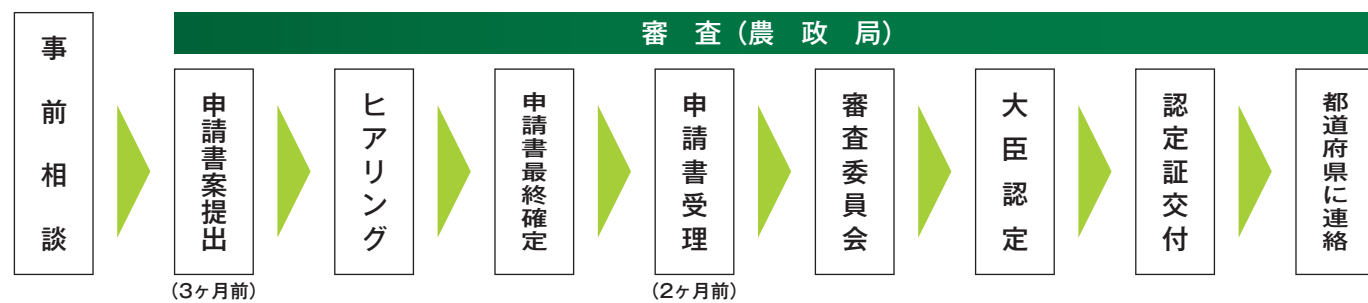 審査(農政局)
事前相談
申請書案提出
ヒアリング
申請書最終確定
申請書受理
審査委員会
大臣認定
認定証交付
都道府県に連絡
(3ヶ月前)
(2ヶ月前)